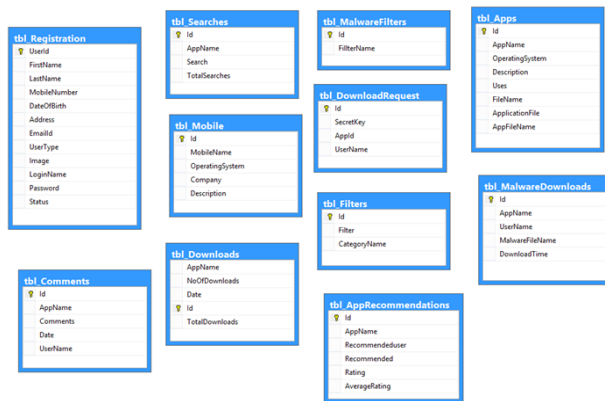 tbl_Registration
UserId
FirstName
LastName
MobileNumber
DateOfBirth
Address
EmailId
UserType
Image
LoginName
Password
Status
tbl_Searches
Id
AppName
Search
TotalSearches
tbl_MalwareFilters
Id
FillterName
tbl_Apps
Id
AppName
OperatingSystem
Description
Uses
FileName
ApplicationFile
AppFileName
tbl_DownloadRequest
Id
SecretKey
AppId
UserName
tbl_Mobile
Id
MobileName
OperatingSystem
Company
Description
tbl_Filters
Id
Filter
CategoryName
tbl_MalwareDownloads
Id
AppName
UserName
MalwareFileName
DownloadTime
tbl_Downloads
AppName
NoOfDownloads
Date
Id
TotalDownloads
tbl_Comments
Id
AppName
Comments
Date
UserName
tbl_AppRecommendations
Id
AppName
Recommendeduser
Recommended
Rating
AverageRating